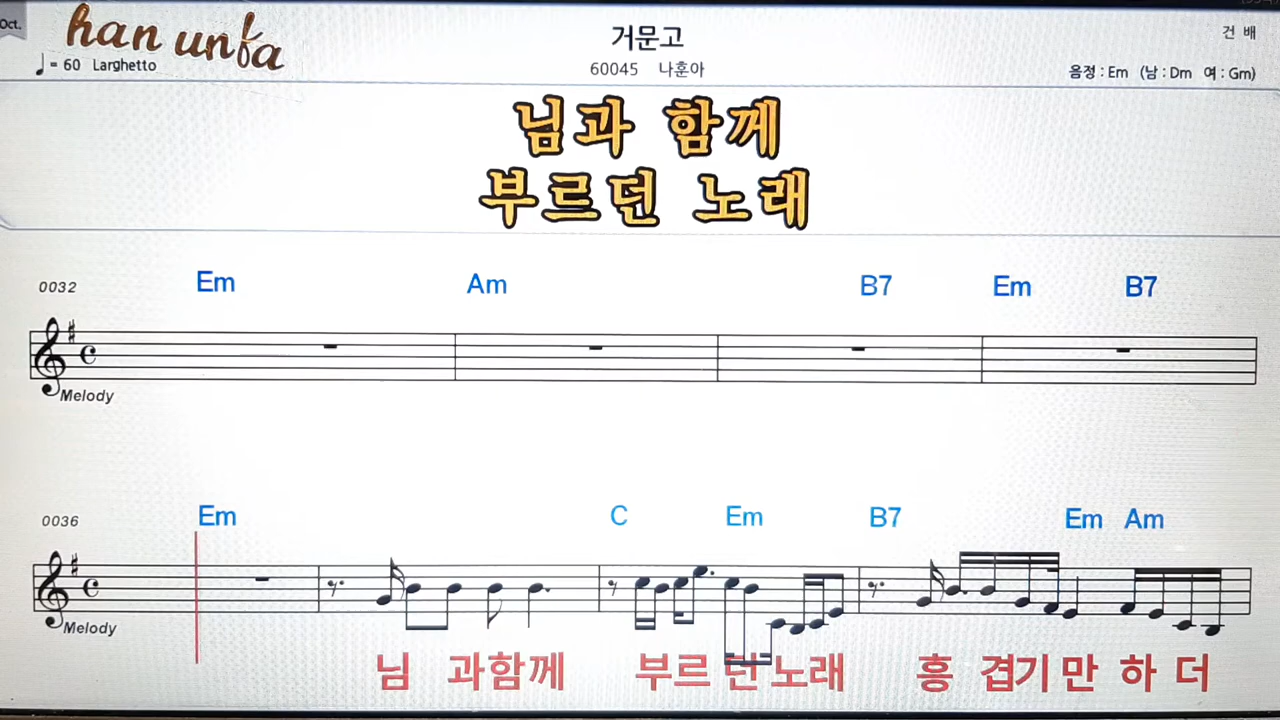 Oct.
han unfa
거문고
건 배
♩= 60 Larghetto
60045 나훈아
음정 : Em (남 : Dm 여 : Gm)
님과 함께
부르던 노래
0032 Em Am B7 Em B7
Melody
0036 Em C Em B7 Em Am
Melody
님 과함께 부르 던 노래 흥 겹기 만 하 더